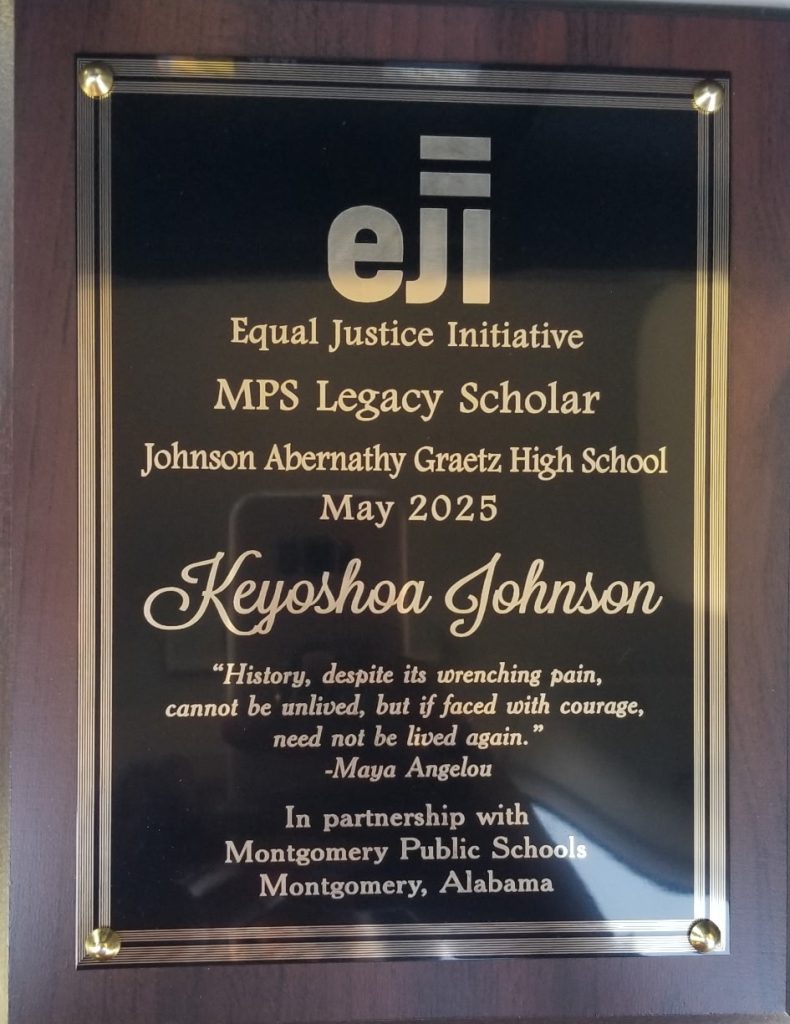 eji
Equal Justice Initiative
MPS Legacy Scholar
Johnson Abernathy Graetz High School
May 2025
Keyoshoa Johnson
“History, despite its wrenching pain,
cannot be unlived, but if faced with courage,
need not be lived again.”
-Maya Angelou
In partnership with
Montgomery Public Schools
Montgomery, Alabama